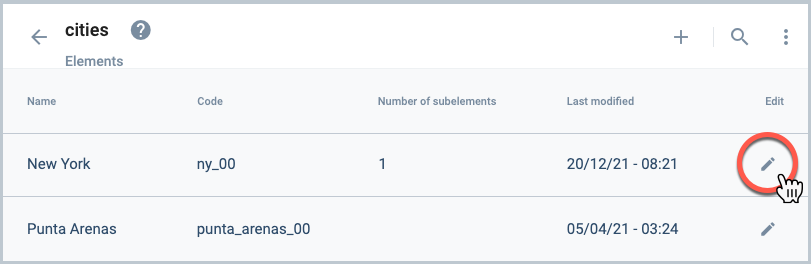 cities ?
Elements
Name Code Number of subelements Last modified Edit
New York ny_00 1 20/12/21 - 08:21
Punta Arenas punta_arenas_00 05/04/21 - 03:24